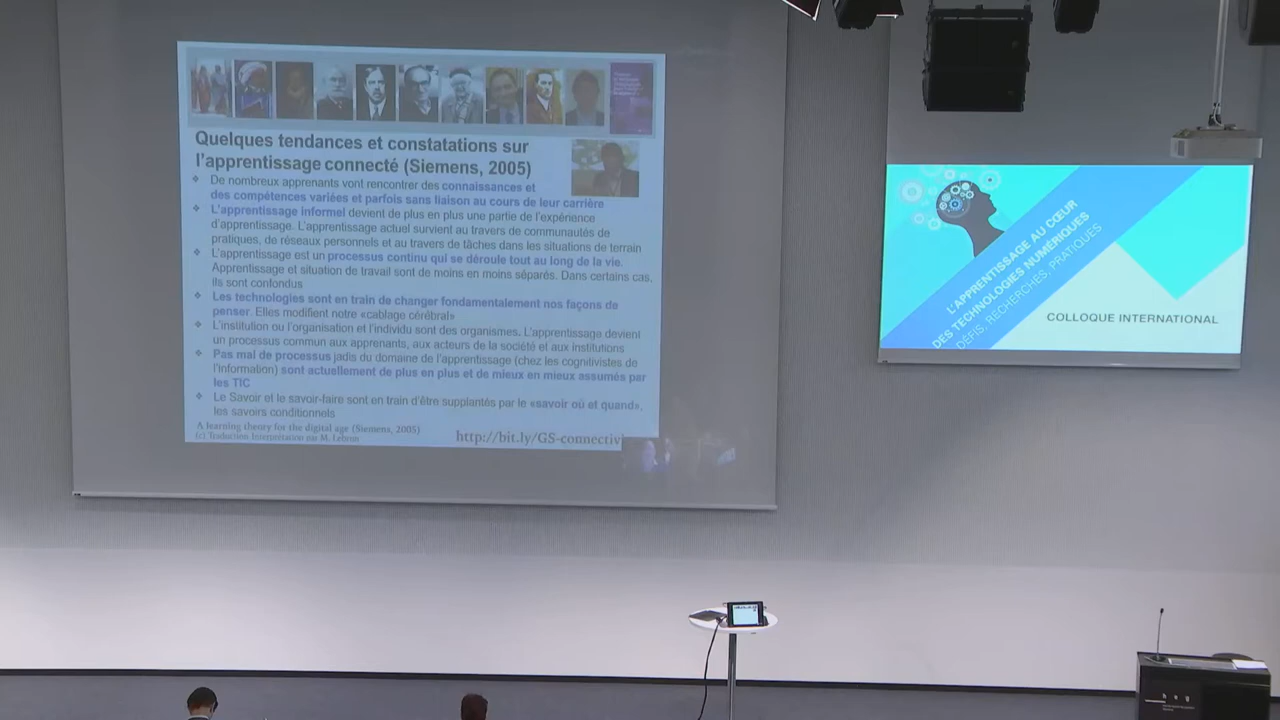 Quelques tendances et constatations sur
l'apprentissage connecté (Siemens, 2005)
❖ De nombreux apprenants vont rencontrer des connaissances et
des compétences variées et parfois sans liaison au cours de leur carrière
❖ L'apprentissage informel devient de plus en plus une partie de l'expérience
d'apprentissage. L'apprentissage actuel survient au travers de communautés de
pratiques, de réseaux personnels et au travers de tâches dans les situations de terrain
❖ L'apprentissage est un processus continu qui se déroule tout au long de la vie.
Apprentissage et situation de travail sont de moins en moins séparés. Dans certains cas,
ils sont confondus
❖ Les technologies sont en train de changer fondamentalement nos façons de
penser. Elles modifient notre «cablage cérébral»
❖ L'institution ou l'organisation et l'individu sont des organismes. L'apprentissage devient
un processus commun aux apprenants, aux acteurs de la société et aux institutions
❖ Pas mal de processus jadis du domaine de l'apprentissage (chez les cognitivistes de
l'information) sont actuellement de plus en plus et de mieux en mieux assumés par
les TIC
❖ Le Savoir et le savoir-faire sont en train d'être supplantés par le «savoir où et quand»,
les savoirs conditionnels
A learning theory for the digital age (Siemens, 2005)
(c) Traduction Interprétation par M. Lebrun
http://bit.ly/GS-connectiv
L'APPRENTISSAGE AU CŒUR
DES TECHNOLOGIES NUMÉRIQUES
DÉFIS, RECHERCHES, PRATIQUES
COLLOQUE INTERNATIONAL